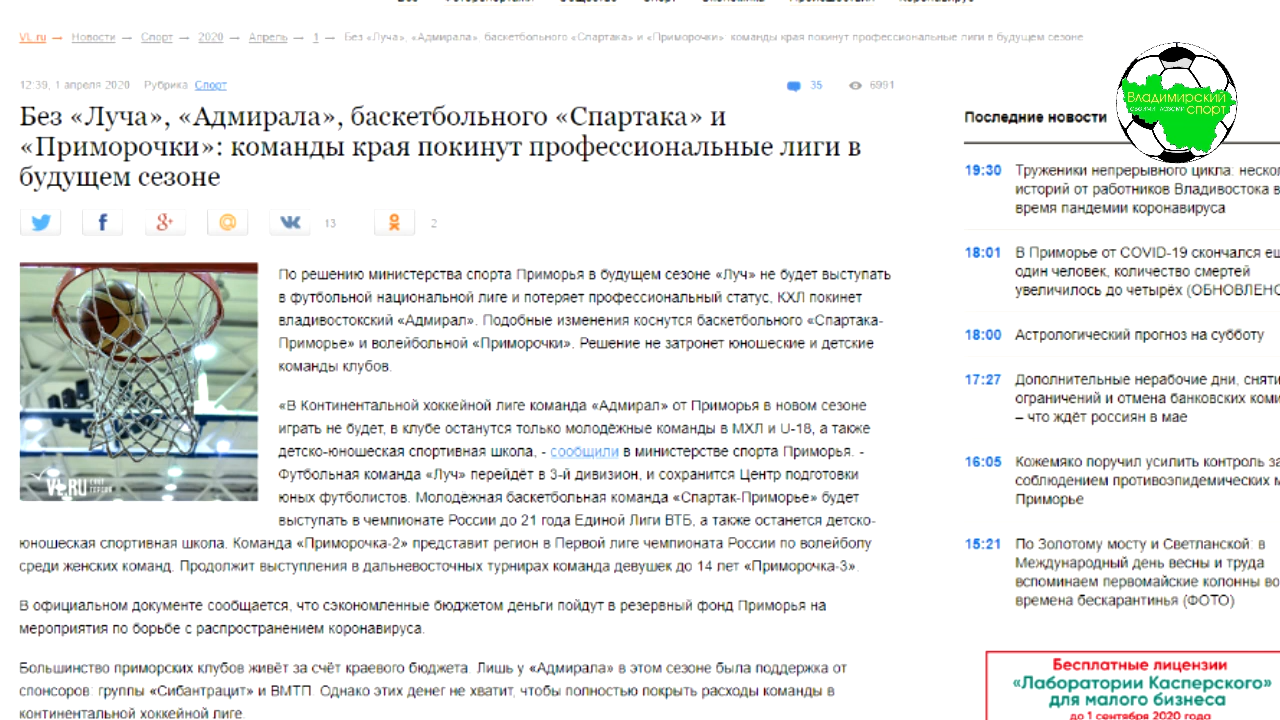 VL.ru → Новости → Спорт → 2020 → Апрель → 1 → Без «Луча», «Адмирала», баскетбольного «Спартака» и «Приморочки»: команды края покинут профессиональные лиги в будущем сезоне
12:39, 1 апреля 2020 Рубрика Спорт 35 6991
Без «Луча», «Адмирала», баскетбольного «Спартака» и
«Приморочки»: команды края покинут профессиональные лиги в
будущем сезоне
13 2
По решению министерства спорта Приморья в будущем сезоне «Луч» не будет выступать
в футбольной национальной лиге и потеряет профессиональный статус, КХЛ покинет
владивостокский «Адмирал». Подобные изменения коснутся баскетбольного «Спартака-
Приморье» и волейбольной «Приморочки». Решение не затронет юношеские и детские
команды клубов.
«В Континентальной хоккейной лиге команда «Адмирал» от Приморья в новом сезоне
играть не будет, в клубе останутся только молодёжные команды в МХЛ и U-18, а также
детско-юношеская спортивная школа, - сообщили в министерстве спорта Приморья. -
Футбольная команда «Луч» перейдёт в 3-й дивизион, и сохранится Центр подготовки
юных футболистов. Молодёжная баскетбольная команда «Спартак-Приморье» будет
выступать в чемпионате России до 21 года Единой Лиги ВТБ, а также останется детско-
юношеская спортивная школа. Команда «Приморочка-2» представит регион в Первой лиге чемпионата России по волейболу
среди женских команд. Продолжит выступления в дальневосточных турнирах команда девушек до 14 лет «Приморочка-3».
В официальном документе сообщается, что сэкономленные бюджетом деньги пойдут в резервный фонд Приморья на
мероприятия по борьбе с распространением коронавируса.
Большинство приморских клубов живёт за счёт краевого бюджета. Лишь у «Адмирала» в этом сезоне была поддержка от
спонсоров: группы «Сибантрацит» и ВМТП. Однако этих денег не хватит, чтобы полностью покрыть расходы команды в
континентальной хоккейной лиге.
VL.RU
Владимирский
спорт
Последние новости
19:30 Труженики непрерывного цикла: нескол
историй от работников Владивостока в
время пандемии коронавируса
18:01 В Приморье от COVID-19 скончался ещ
один человек, количество смертей
увеличилось до четырёх (ОБНОВЛЕНО
18:00 Астрологический прогноз на субботу
17:27 Дополнительные нерабочие дни, сняти
ограничений и отмена банковских коми
– что ждёт россиян в мае
16:05 Кожемяко поручил усилить контроль за
соблюдением противоэпидемических м
Приморье
15:21 По Золотому мосту и Светланской: в
Международный день весны и труда
вспоминаем первомайские колонны во
времена бескарантинья (ФОТО)
Бесплатные лицензии
«Лаборатории Касперского»
для малого бизнеса
до 1 сентября 2020 года